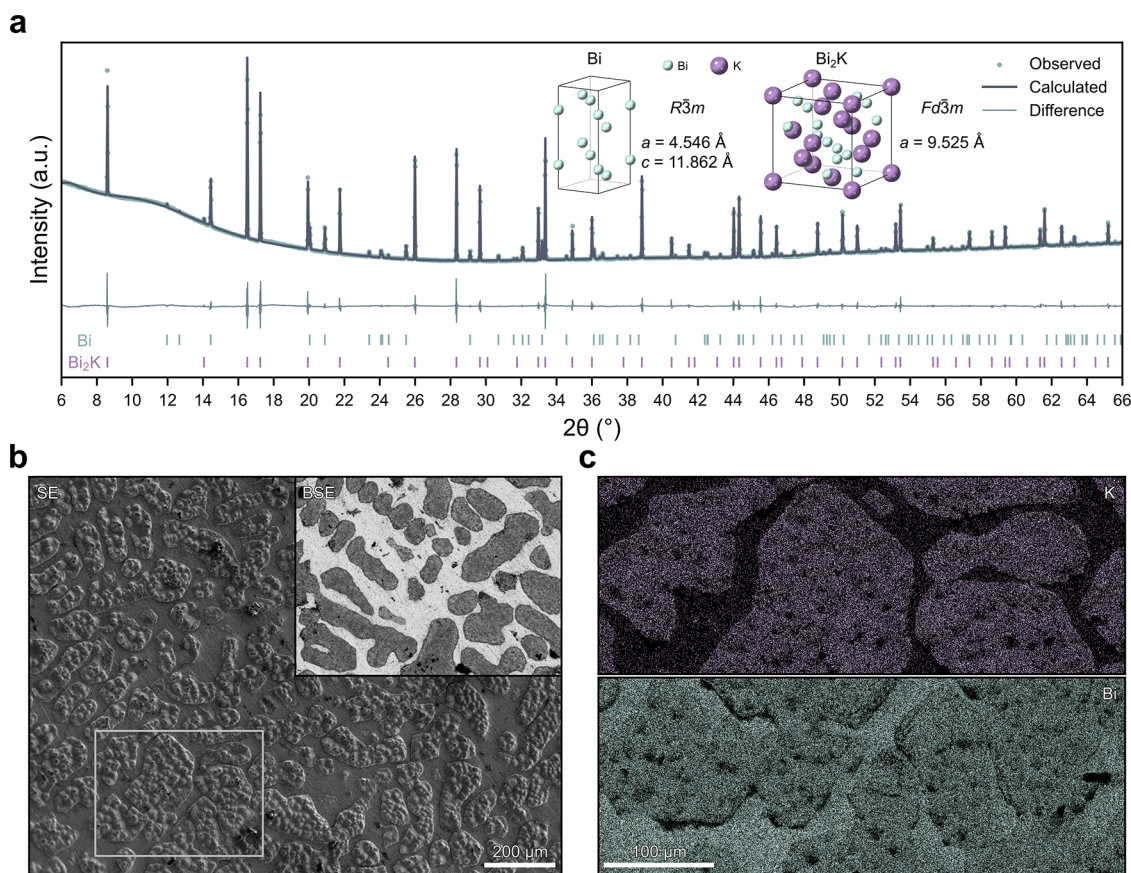 a
Intensity (a.u.)
Bi
Bi K
Bi₂K
R3̅m
a = 4.546 Å
c = 11.862 Å
Fd3̅m
a = 9.525 Å
Observed
Calculated
Difference
Bi
Bi₂K
6 8 10 12 14 16 18 20 22 24 26 28 30 32 34 36 38 40 42 44 46 48 50 52 54 56 58 60 62 64 66
2θ (°)
b
SE
BSE
200 μm
c
K
Bi
100 μm